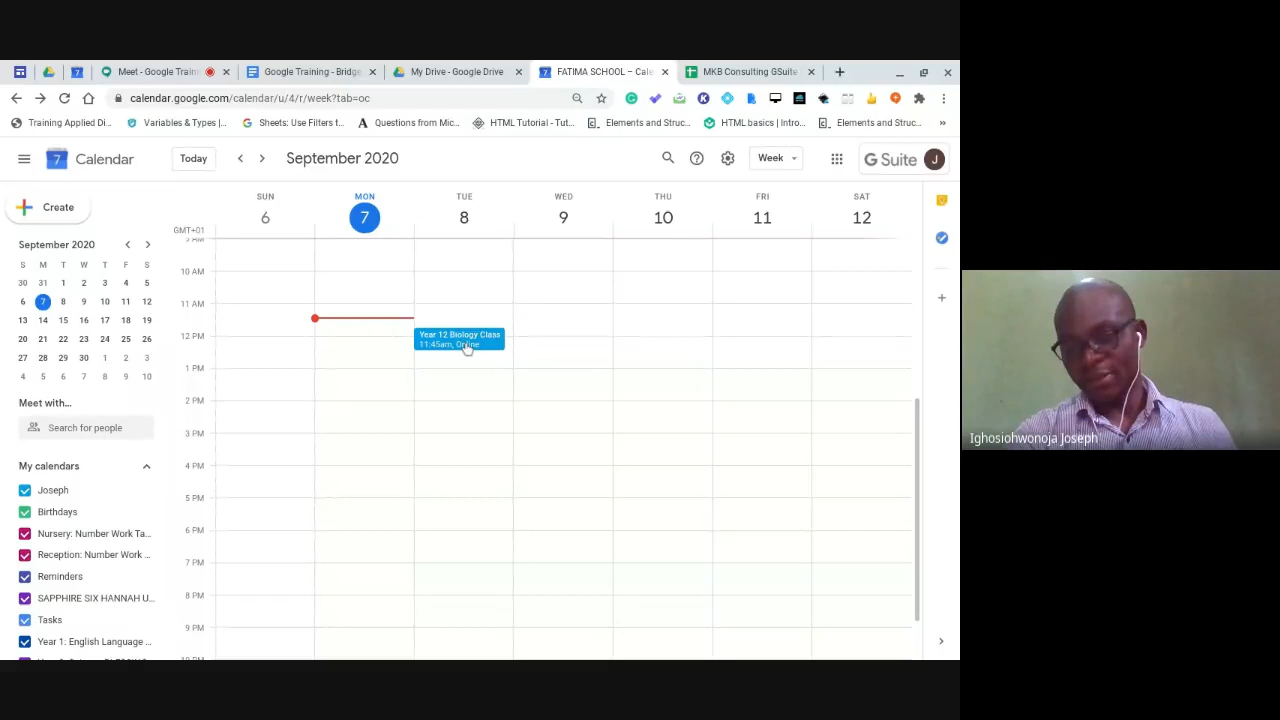 Meet - Google Train
Google Training - Bridge
My Drive - Google Drive
FATIMA SCHOOL – Cale
MKB Consulting GSuite
calendar.google.com/calendar/u/4/r/week?tab=oc
Training Applied Di...
Variables & Types |...
Sheets: Use Filters t...
Questions from Mic...
HTML Tutorial - Tut...
Elements and Struc...
HTML basics | Intro...
Elements and Struc...
7 Calendar
Today
September 2020
Week
G Suite J
Create
SUN MON TUE WED THU FRI SAT
6 7 8 9 10 11 12
GMT+01
September 2020
S M T W T F S
30 31 1 2 3 4 5
6 7 8 9 10 11 12
13 14 15 16 17 18 19
20 21 22 23 24 25 26
27 28 29 30 1 2 3
4 5 6 7 8 9 10
Meet with...
Search for people
My calendars
Joseph
Birthdays
Nursery: Number Work Ta...
Reception: Number Work ...
Reminders
SAPPHIRE SIX HANNAH U...
Tasks
Year 1: English Language ...
10 AM
11 AM
12 PM
1 PM
2 PM
3 PM
4 PM
5 PM
6 PM
7 PM
8 PM
9 PM
Year 12 Biology Class
11:45am, Online
Ighosiohwonoja Joseph